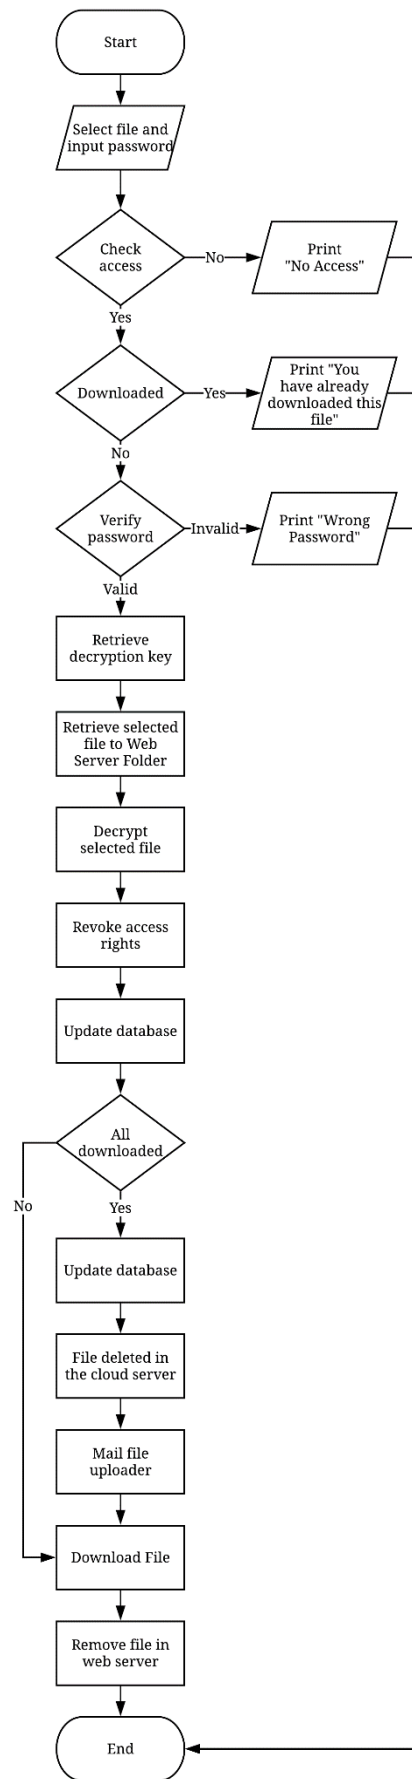 Start
Select file and
input password
Check
access
No
Print
"No Access"
Yes
Downloaded
Yes
Print "You
have already
downloaded this
file"
No
Verify
password
Invalid
Print "Wrong
Password"
Valid
Retrieve
decryption key
Retrieve selected
file to Web
Server Folder
Decrypt
selected file
Revoke access
rights
Update database
All
downloaded
No
Yes
Update database
File deleted in
the cloud server
Mail file
uploader
Download File
Remove file in
web server
End